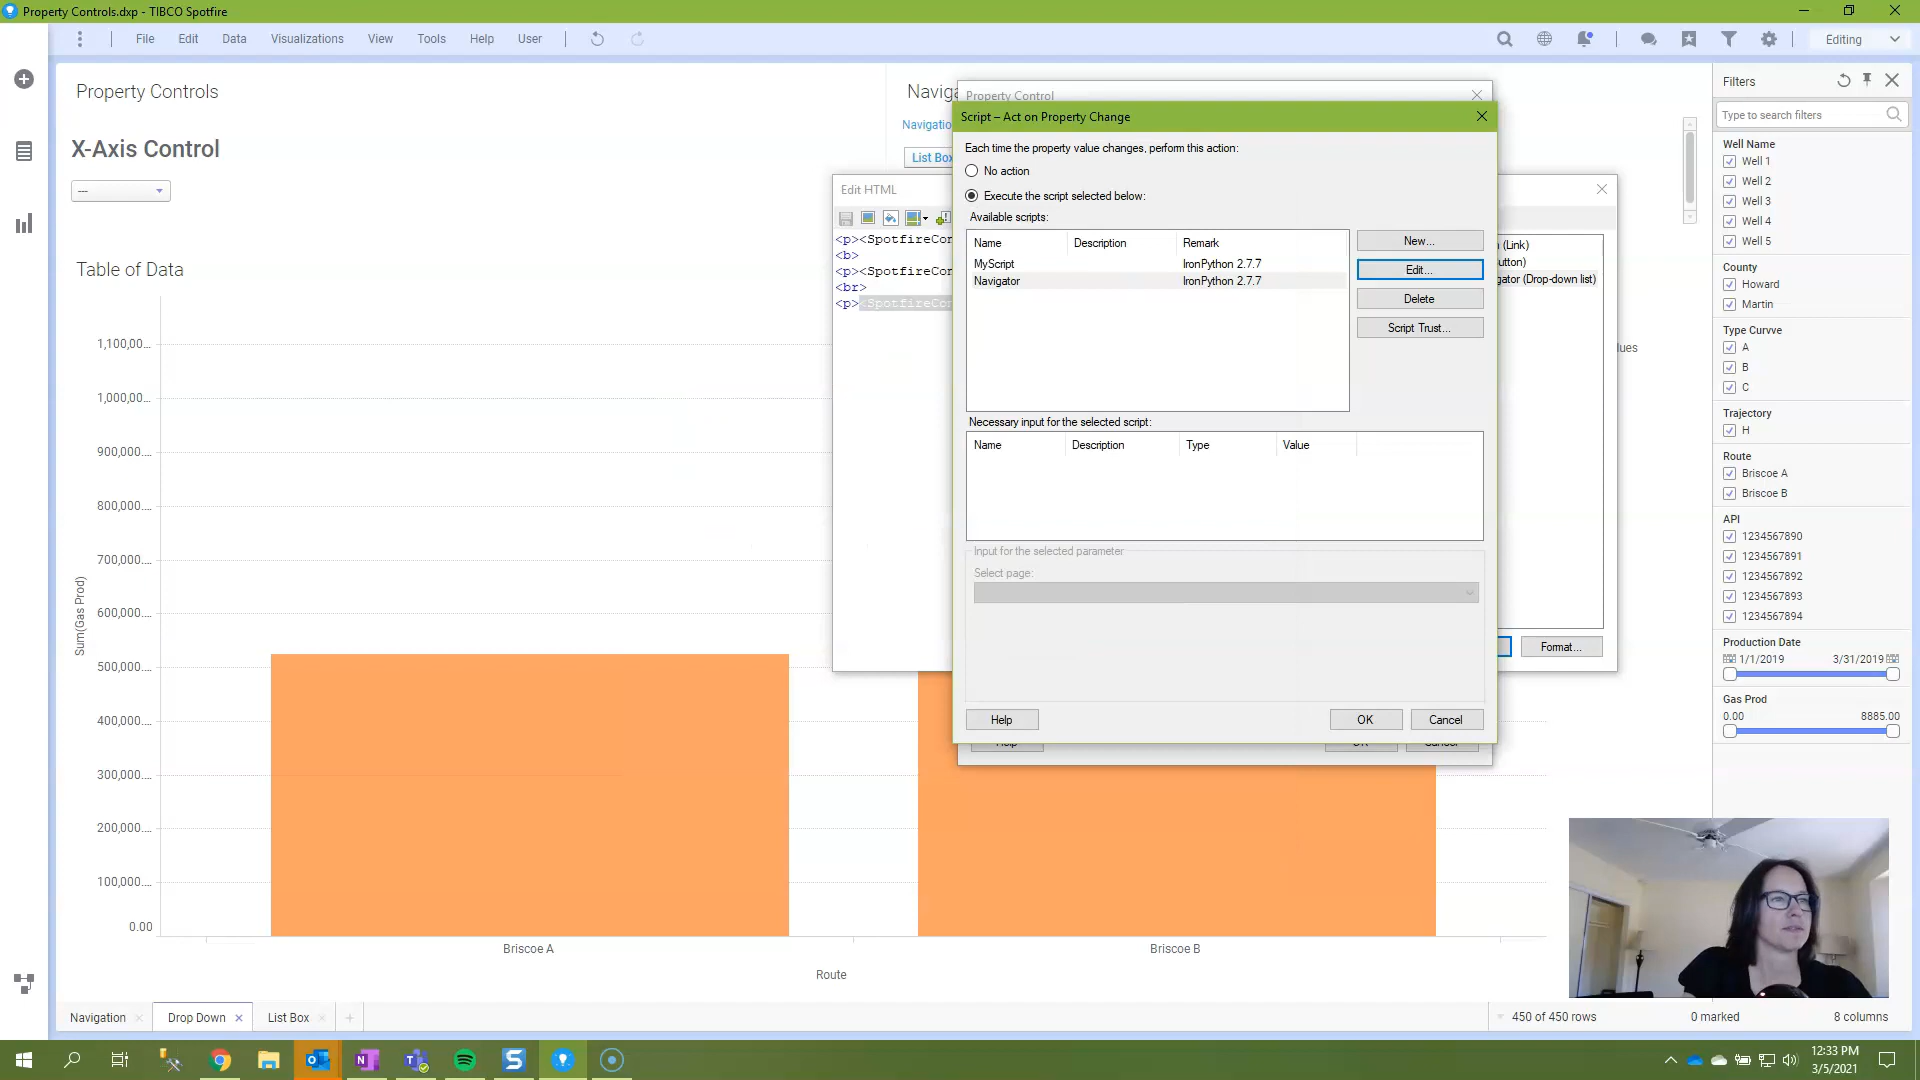 Property Controls.dxp - TIBCO Spotfire
File Edit Data Visualizations View Tools Help User
Editing
Property Controls
X-Axis Control
---
Table of Data
1,100,00...
1,000,00...
900,000....
800,000....
700,000....
600,000....
500,000....
400,000....
300,000....
200,000....
100,000....
0.00
Sum(Gas Prod)
Briscoe A
Briscoe B
Route
Naviga
Navigatio
List Box
Edit HTML
<p><SpotfireCon
<b>
<p><SpotfireCon
<br>
<p><SpotfireCon
(Link)
gator (Drop-down list)
Format...
Property Control
Script – Act on Property Change
Each time the property value changes, perform this action:
No action
Execute the script selected below:
Available scripts:
Name Description Remark
MyScript IronPython 2.7.7
Navigator IronPython 2.7.7
New...
Edit...
Delete
Script Trust...
Necessary input for the selected script:
Name Description Type Value
Input for the selected parameter
Select page:
Help OK Cancel
Help OK Cancel
Filters
Type to search filters
Well Name
Well 1
Well 2
Well 3
Well 4
Well 5
County
Howard
Martin
Type Curvve
A
B
C
Trajectory
H
Route
Briscoe A
Briscoe B
API
1234567890
1234567891
1234567892
1234567893
1234567894
Production Date
1/1/2019 3/31/2019
Gas Prod
0.00 8885.00
Navigation Drop Down List Box
450 of 450 rows 0 marked 8 columns
12:33 PM
3/5/2021